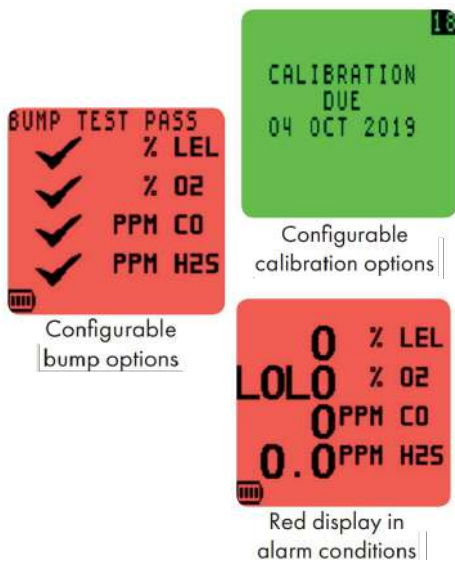 BUMP TEST PASS
% LEL
% O2
PPM CO
PPM H2S
Configurable
bump options
18
CALIBRATION
DUE
04 OCT 2019
Configurable
calibration options
0 % LEL
LOLO % O2
0 PPM CO
0.0 PPM H2S
Red display in
alarm conditions